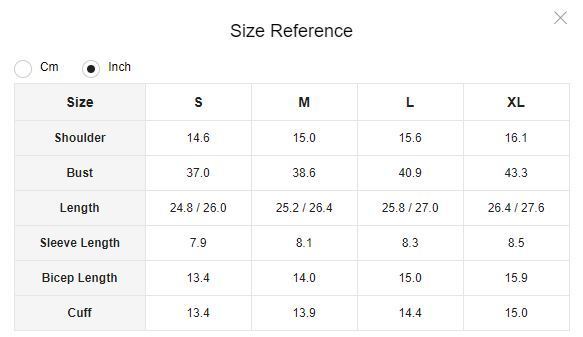 Size Reference
Cm Inch
Size S M L XL
Shoulder 14.6 15.0 15.6 16.1
Bust 37.0 38.6 40.9 43.3
Length 24.8 / 26.0 25.2 / 26.4 25.8 / 27.0 26.4 / 27.6
Sleeve Length 7.9 8.1 8.3 8.5
Bicep Length 13.4 14.0 15.0 15.9
Cuff 13.4 13.9 14.4 15.0